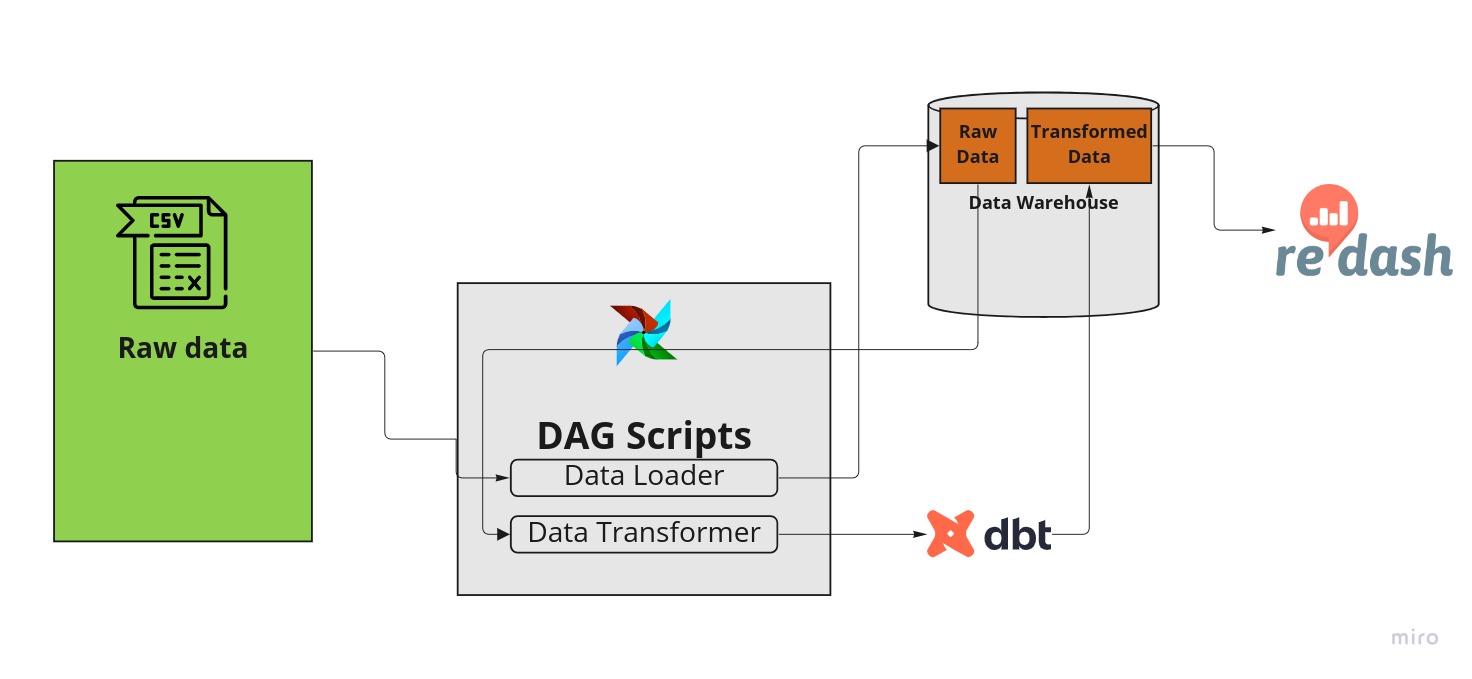 CSV
Raw data
DAG Scripts
Data Loader
Data Transformer
Raw
Data
Transformed
Data
Data Warehouse
dbt
redash
miro